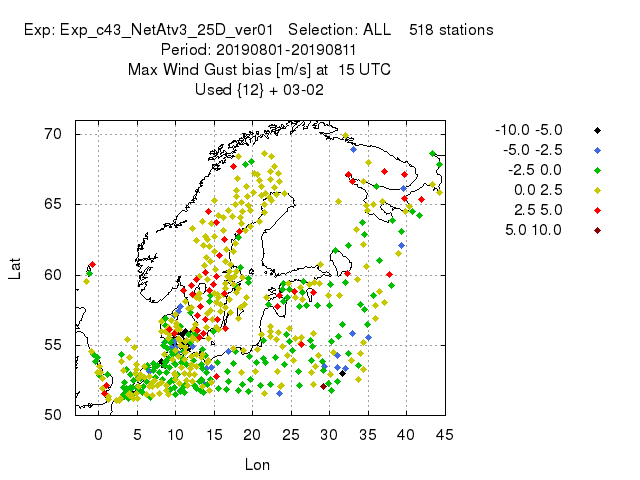 Exp: Exp_c43_NetAtv3_25D_ver01 Selection: ALL 518 stations
Period: 20190801-20190811
Max Wind Gust bias [m/s] at 15 UTC
Used {12} + 03-02
-10.0 -5.0
-5.0 -2.5
-2.5 0.0
0.0 2.5
2.5 5.0
5.0 10.0
70
65
60
55
50
Lat
0 5 10 15 20 25 30 35 40 45
Lon